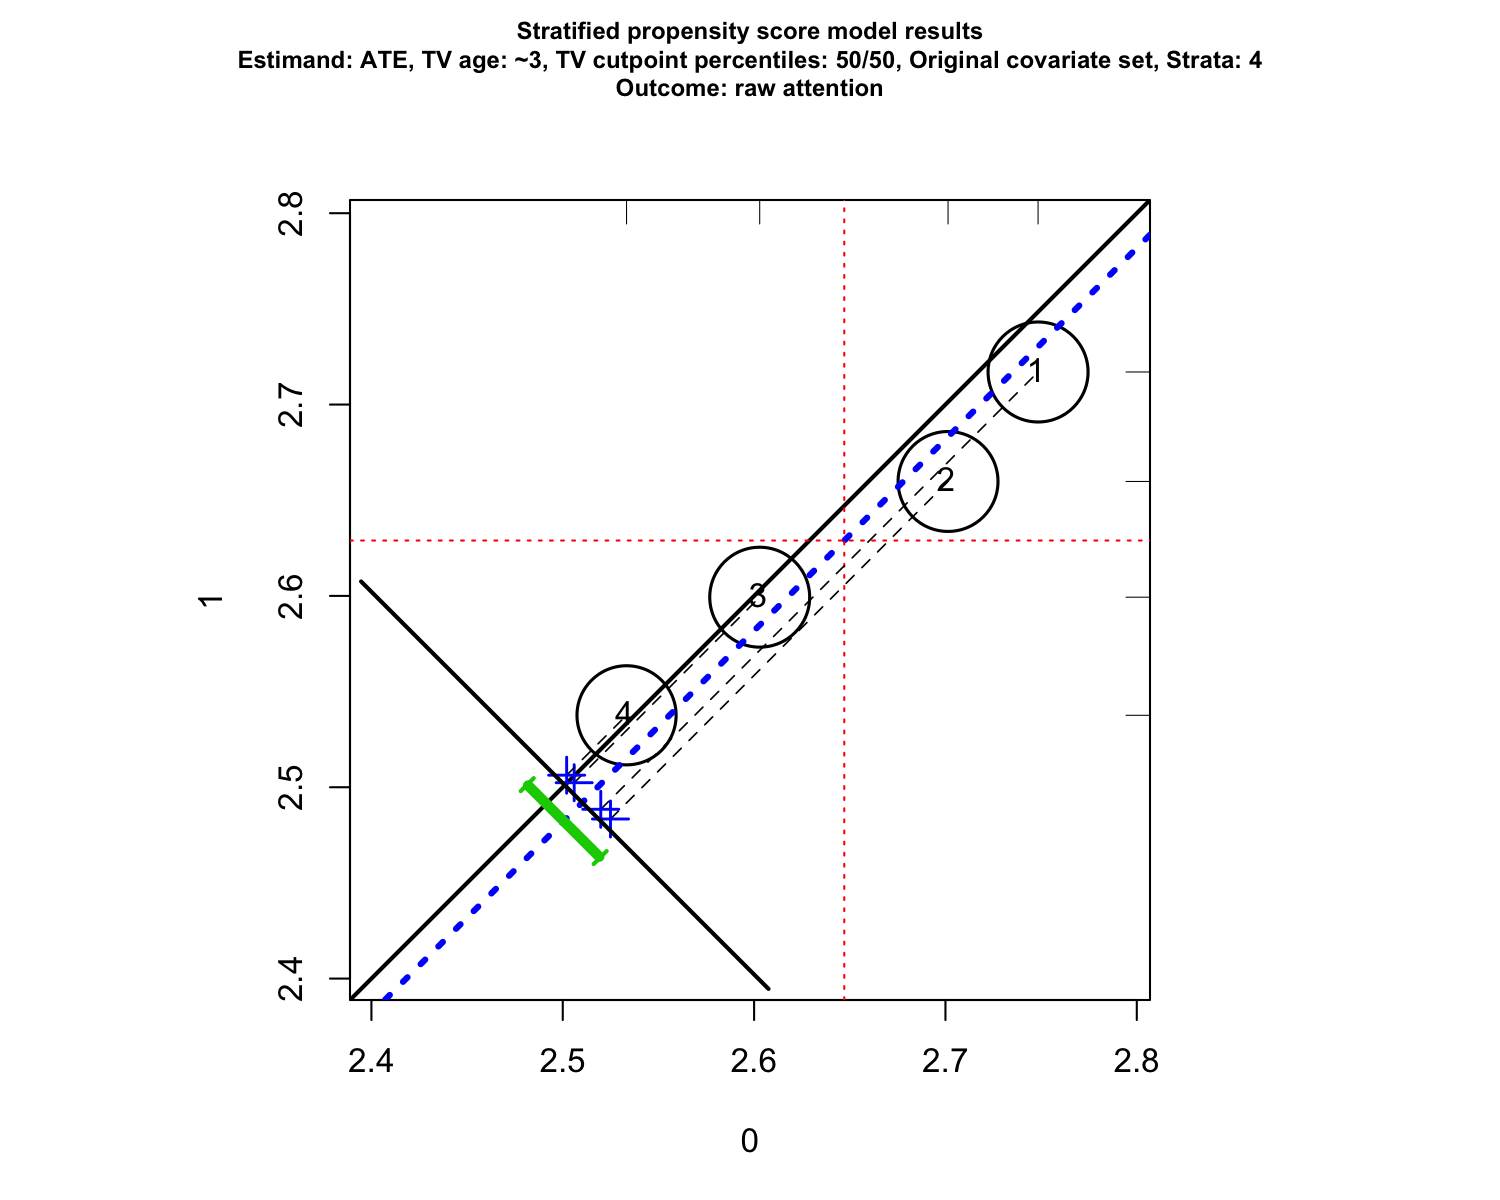 Stratified propensity score model results
Estimand: ATE, TV age: ~3, TV cutpoint percentiles: 50/50, Original covariate set, Strata: 4
Outcome: raw attention
2.8
2.7
2.6
2.5
2.4
1
1
2
3
4
2.4 2.5 2.6 2.7 2.8
0